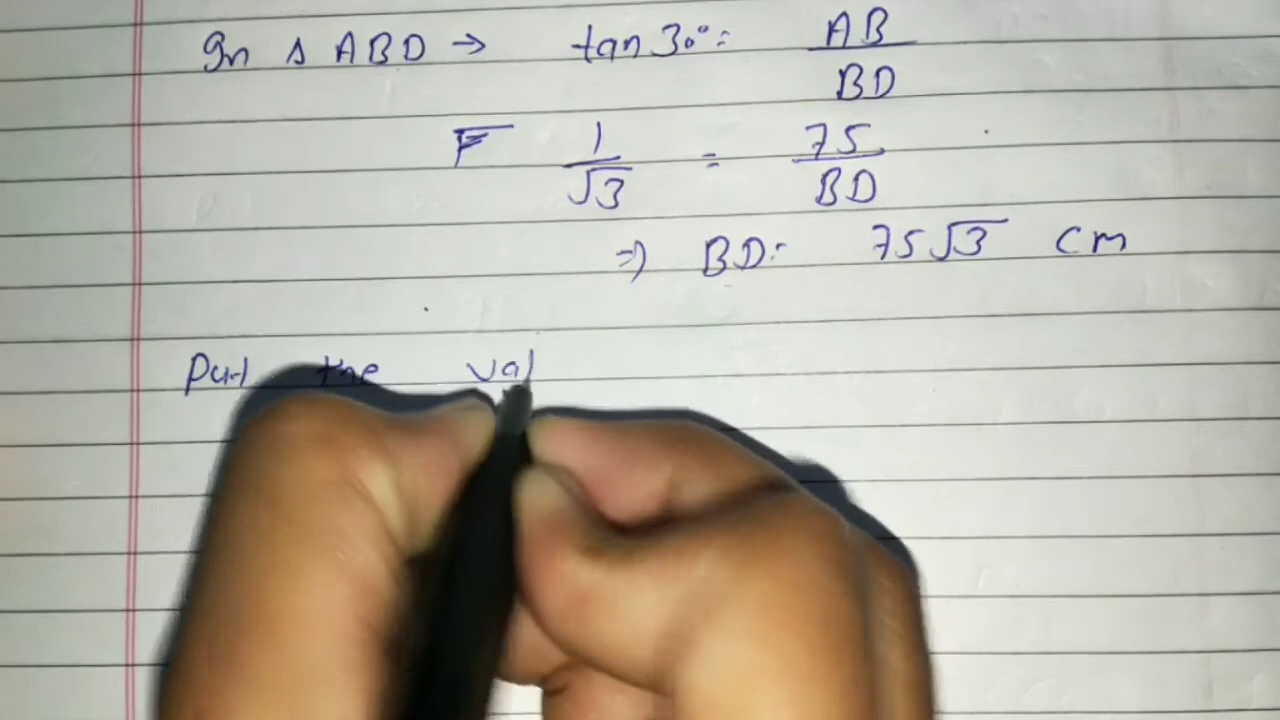 In Δ ABD → tan 30° = AB / BD
1 / √3 = 75 / BD
⇒ BD = 75√3 cm
Put the val